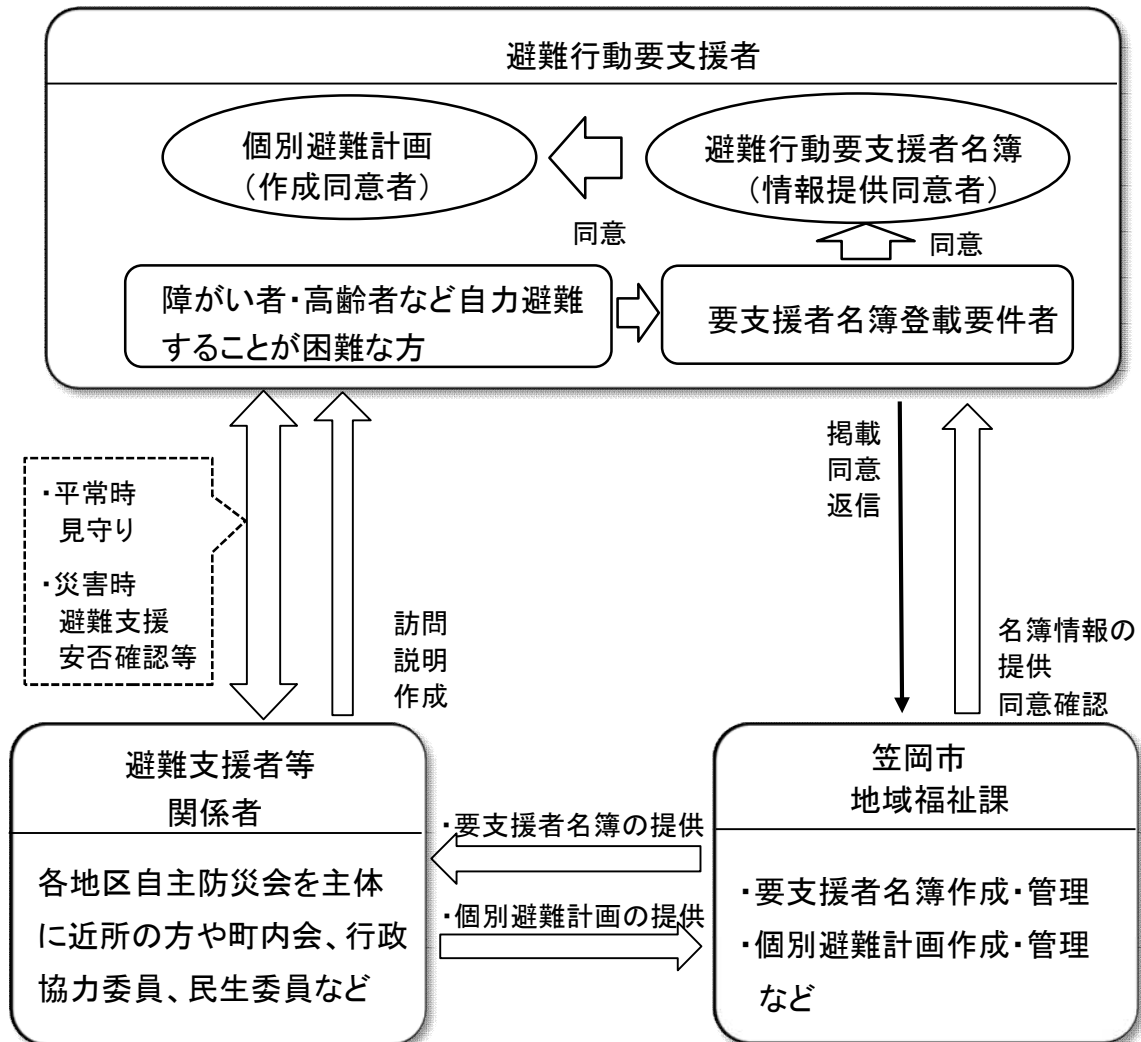 避難行動要支援者
個別避難計画
（作成同意者）
避難行動要支援者名簿
（情報提供同意者）
同意
同意
障がい者・高齢者など自力避難
することが困難な方
要支援者名簿登載要件者
・平常時
見守り
・災害時
避難支援
安否確認等
訪問
説明
作成
掲載
同意
返信
名簿情報の
提供
同意確認
避難支援者等
関係者
各地区自主防災会を主体
に近所の方や町内会、行政
協力委員、民生委員など
・要支援者名簿の提供
・個別避難計画の提供
笠岡市
地域福祉課
・要支援者名簿作成・管理
・個別避難計画作成・管理
など